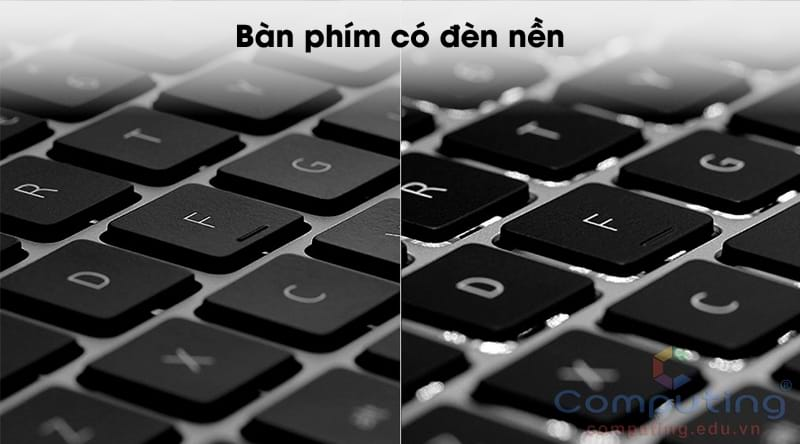 Bàn phím có đèn nền
Y
T
G
R
F
D
C
X
Z
Y
T
G
R
F
D
C
X
Computing®
computing.edu.vn